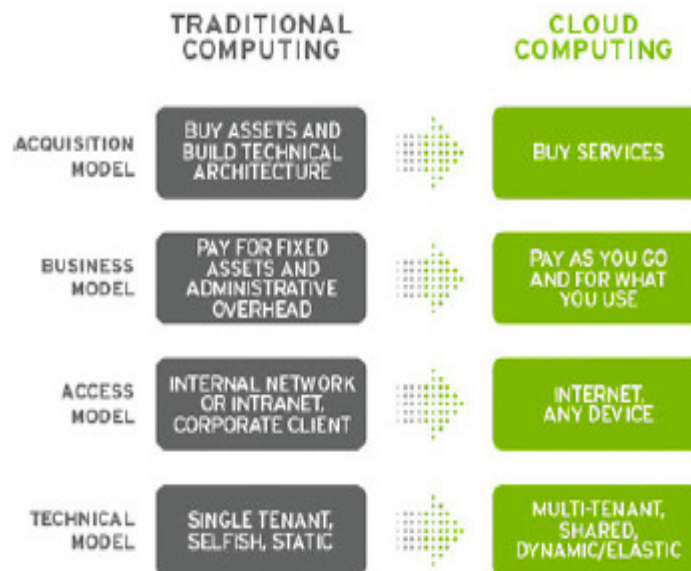 TRADITIONAL
COMPUTING
CLOUD
COMPUTING
ACQUISITION
MODEL
BUY ASSETS AND
BUILD TECHNICAL
ARCHITECTURE
BUY SERVICES
BUSINESS
MODEL
PAY FOR FIXED
ASSETS AND
ADMINISTRATIVE
OVERHEAD
PAY AS YOU GO
AND FOR WHAT
YOU USE
ACCESS
MODEL
INTERNAL NETWORK
OR INTRANET,
CORPORATE CLIENT
INTERNET,
ANY DEVICE
TECHNICAL
MODEL
SINGLE TENANT,
SELFISH, STATIC
MULTI-TENANT,
SHARED,
DYNAMIC/ELASTIC